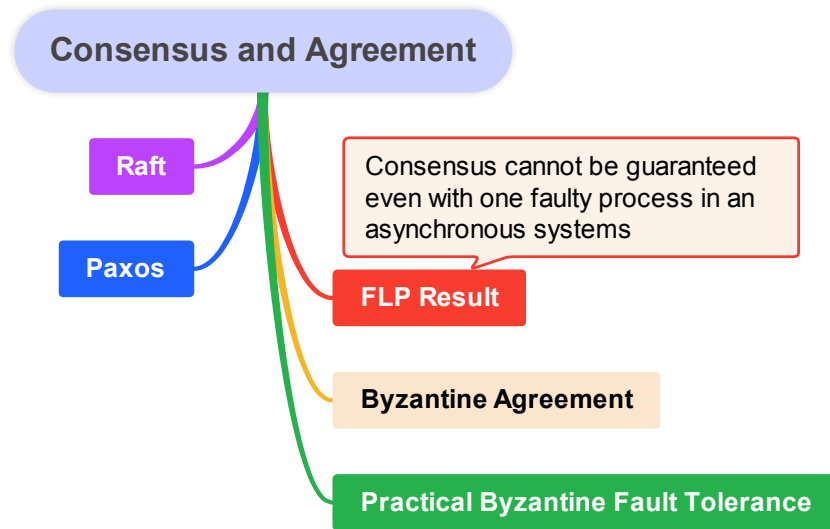 Consensus and Agreement
Raft
Paxos
Consensus cannot be guaranteed
even with one faulty process in an
asynchronous systems
FLP Result
Byzantine Agreement
Practical Byzantine Fault Tolerance